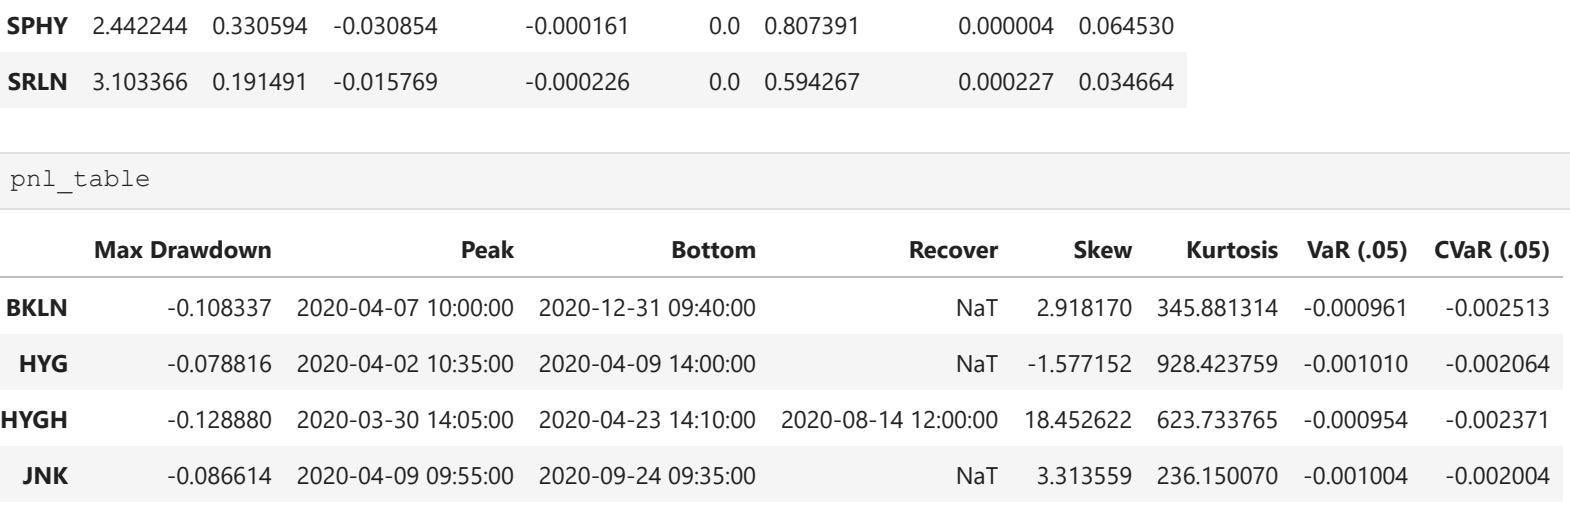 SPHY 2.442244 0.330594 -0.030854 -0.000161 0.0 0.807391 0.000004 0.064530
SRLN 3.103366 0.191491 -0.015769 -0.000226 0.0 0.594267 0.000227 0.034664
pnl_table
Max Drawdown Peak Bottom Recover Skew Kurtosis VaR (.05) CVaR (.05)
BKLN -0.108337 2020-04-07 10:00:00 2020-12-31 09:40:00 NaT 2.918170 345.881314 -0.000961 -0.002513
HYG -0.078816 2020-04-02 10:35:00 2020-04-09 14:00:00 NaT -1.577152 928.423759 -0.001010 -0.002064
HYGH -0.128880 2020-03-30 14:05:00 2020-04-23 14:10:00 2020-08-14 12:00:00 18.452622 623.733765 -0.000954 -0.002371
JNK -0.086614 2020-04-09 09:55:00 2020-09-24 09:35:00 NaT 3.313559 236.150070 -0.001004 -0.002004